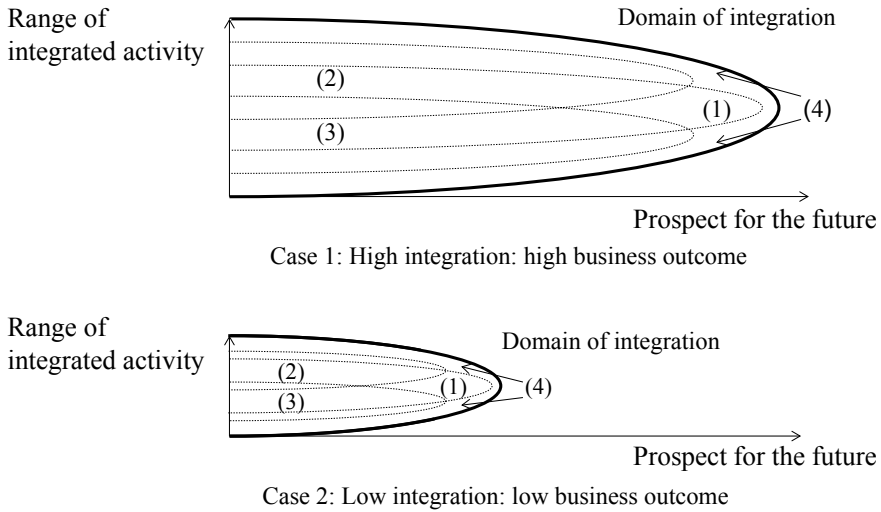 Range of
integrated activity
Domain of integration
(2)
(1)
(4)
(3)
Prospect for the future
Case 1: High integration: high business outcome
Range of
integrated activity
Domain of integration
(2)
(1)
(4)
(3)
Prospect for the future
Case 2: Low integration: low business outcome